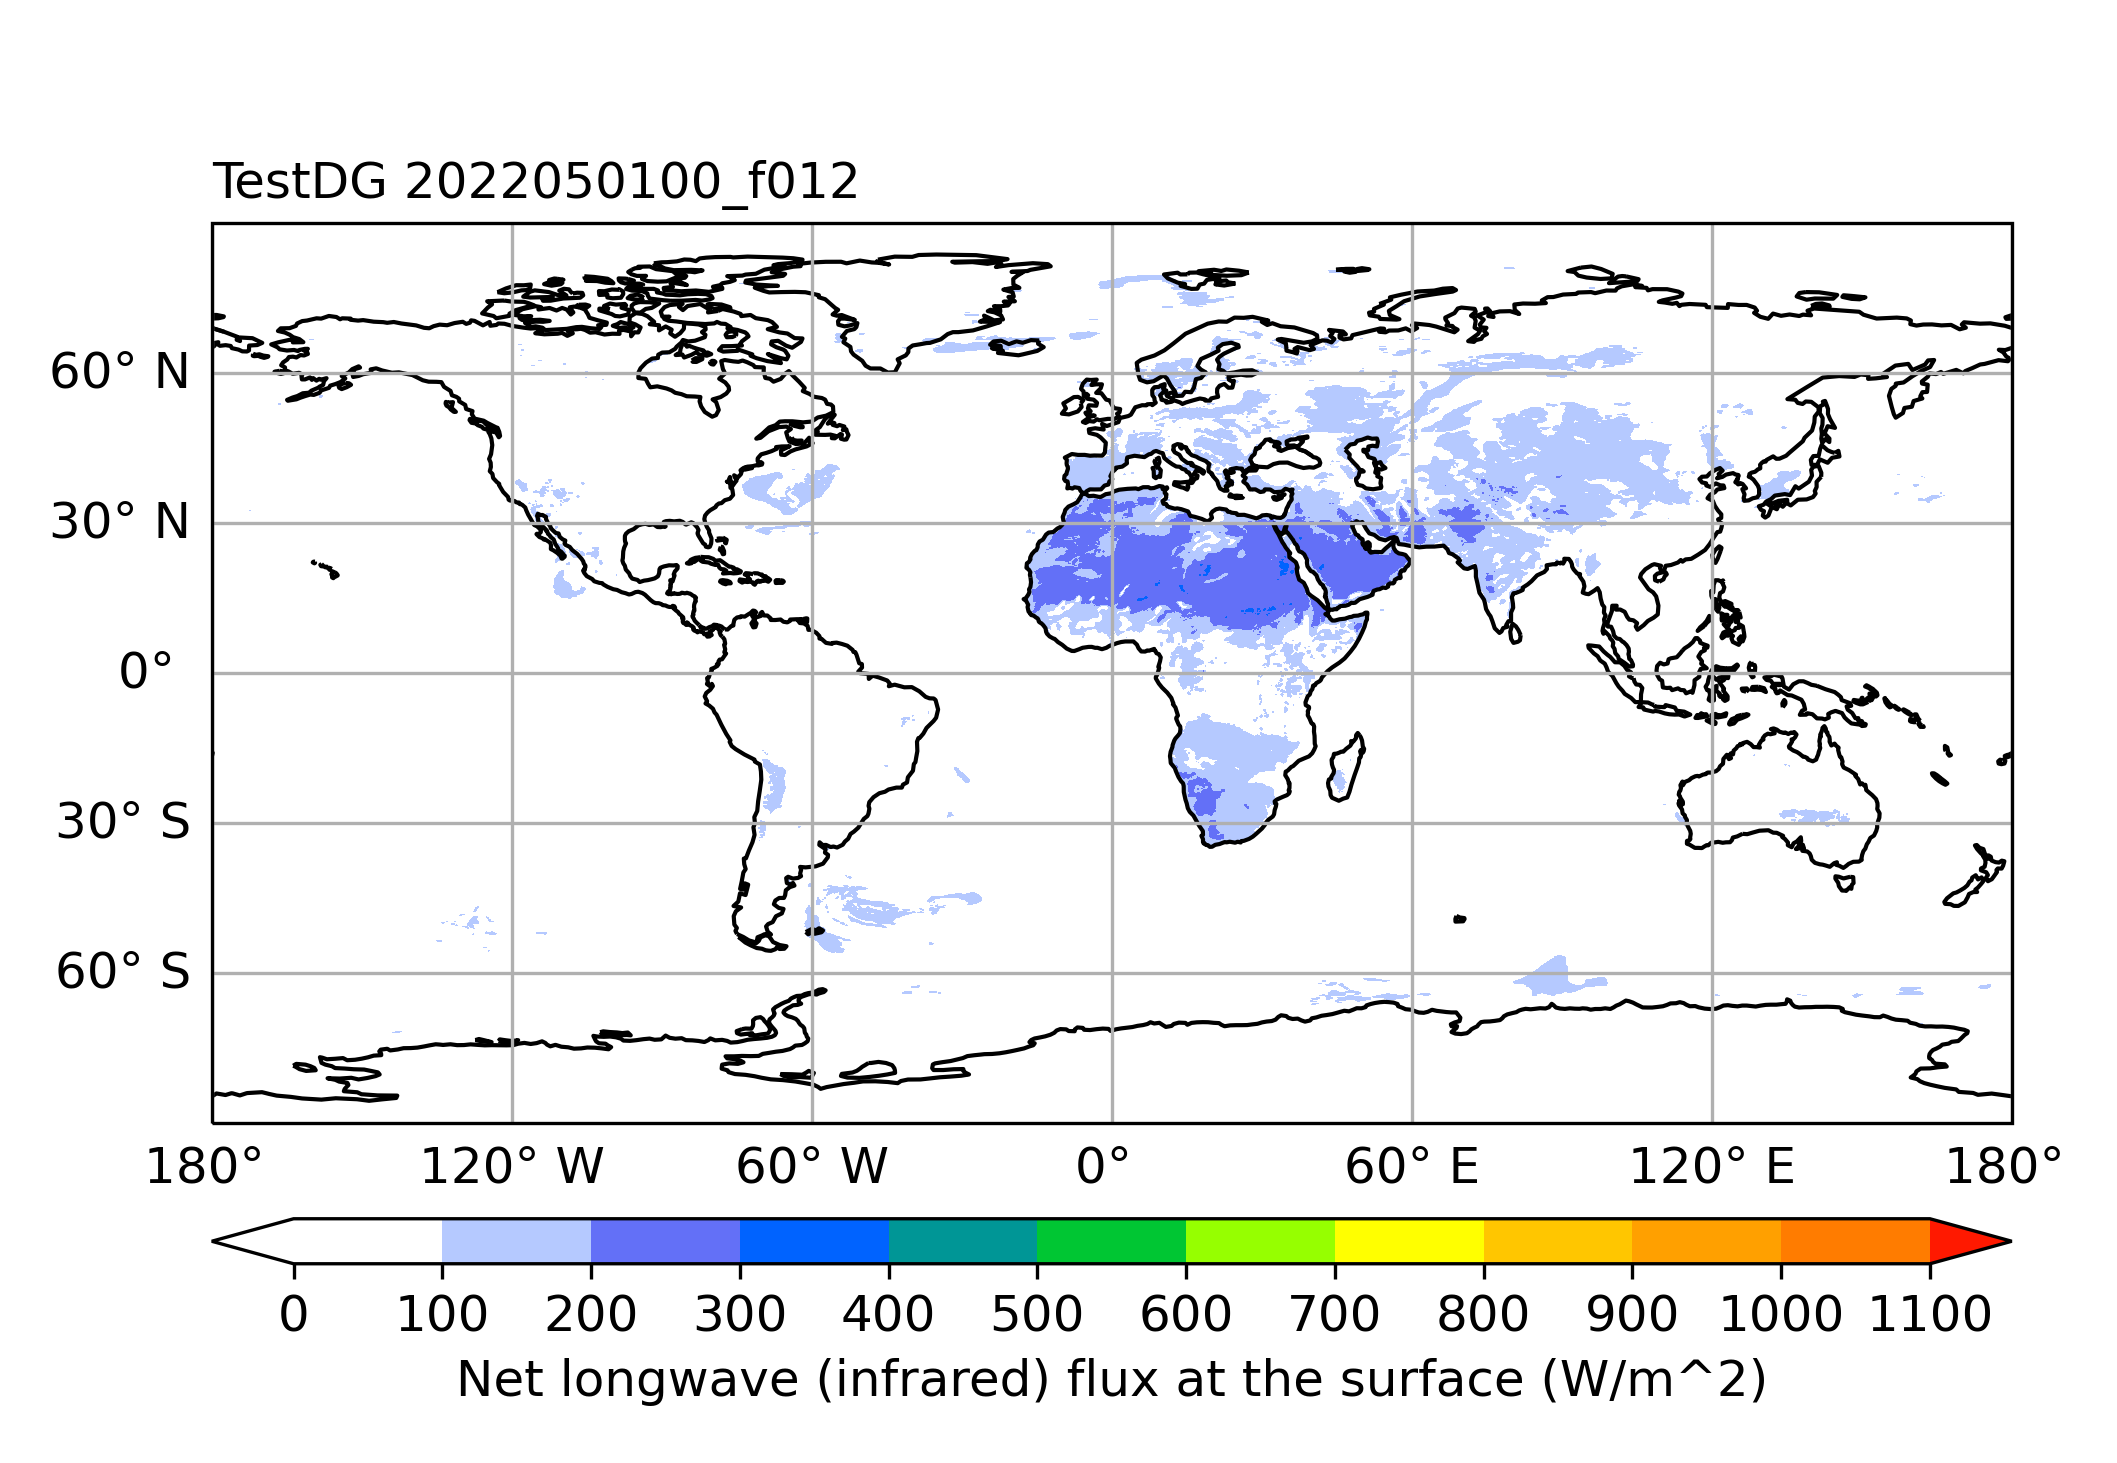 TestDG 2022050100_f012
60° N
30° N
0°
30° S
60° S
180° 120° W 60° W 0° 60° E 120° E 180°
0 100 200 300 400 500 600 700 800 900 1000 1100
Net longwave (infrared) flux at the surface (W/m^2)